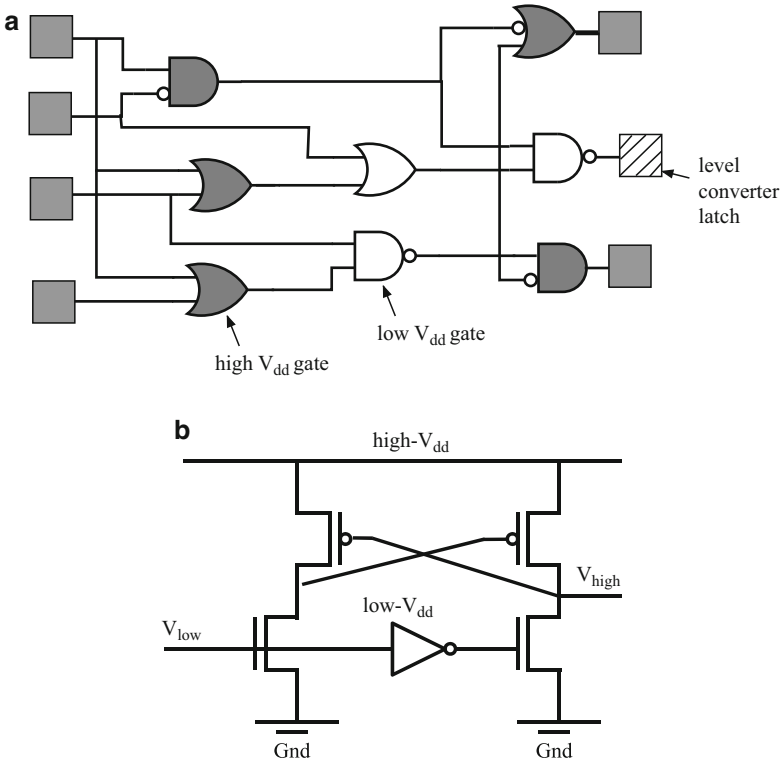 a
level
converter
latch
low Vdd gate
high Vdd gate
b
high-Vdd
Vhigh
low-Vdd
Vlow
Gnd
Gnd